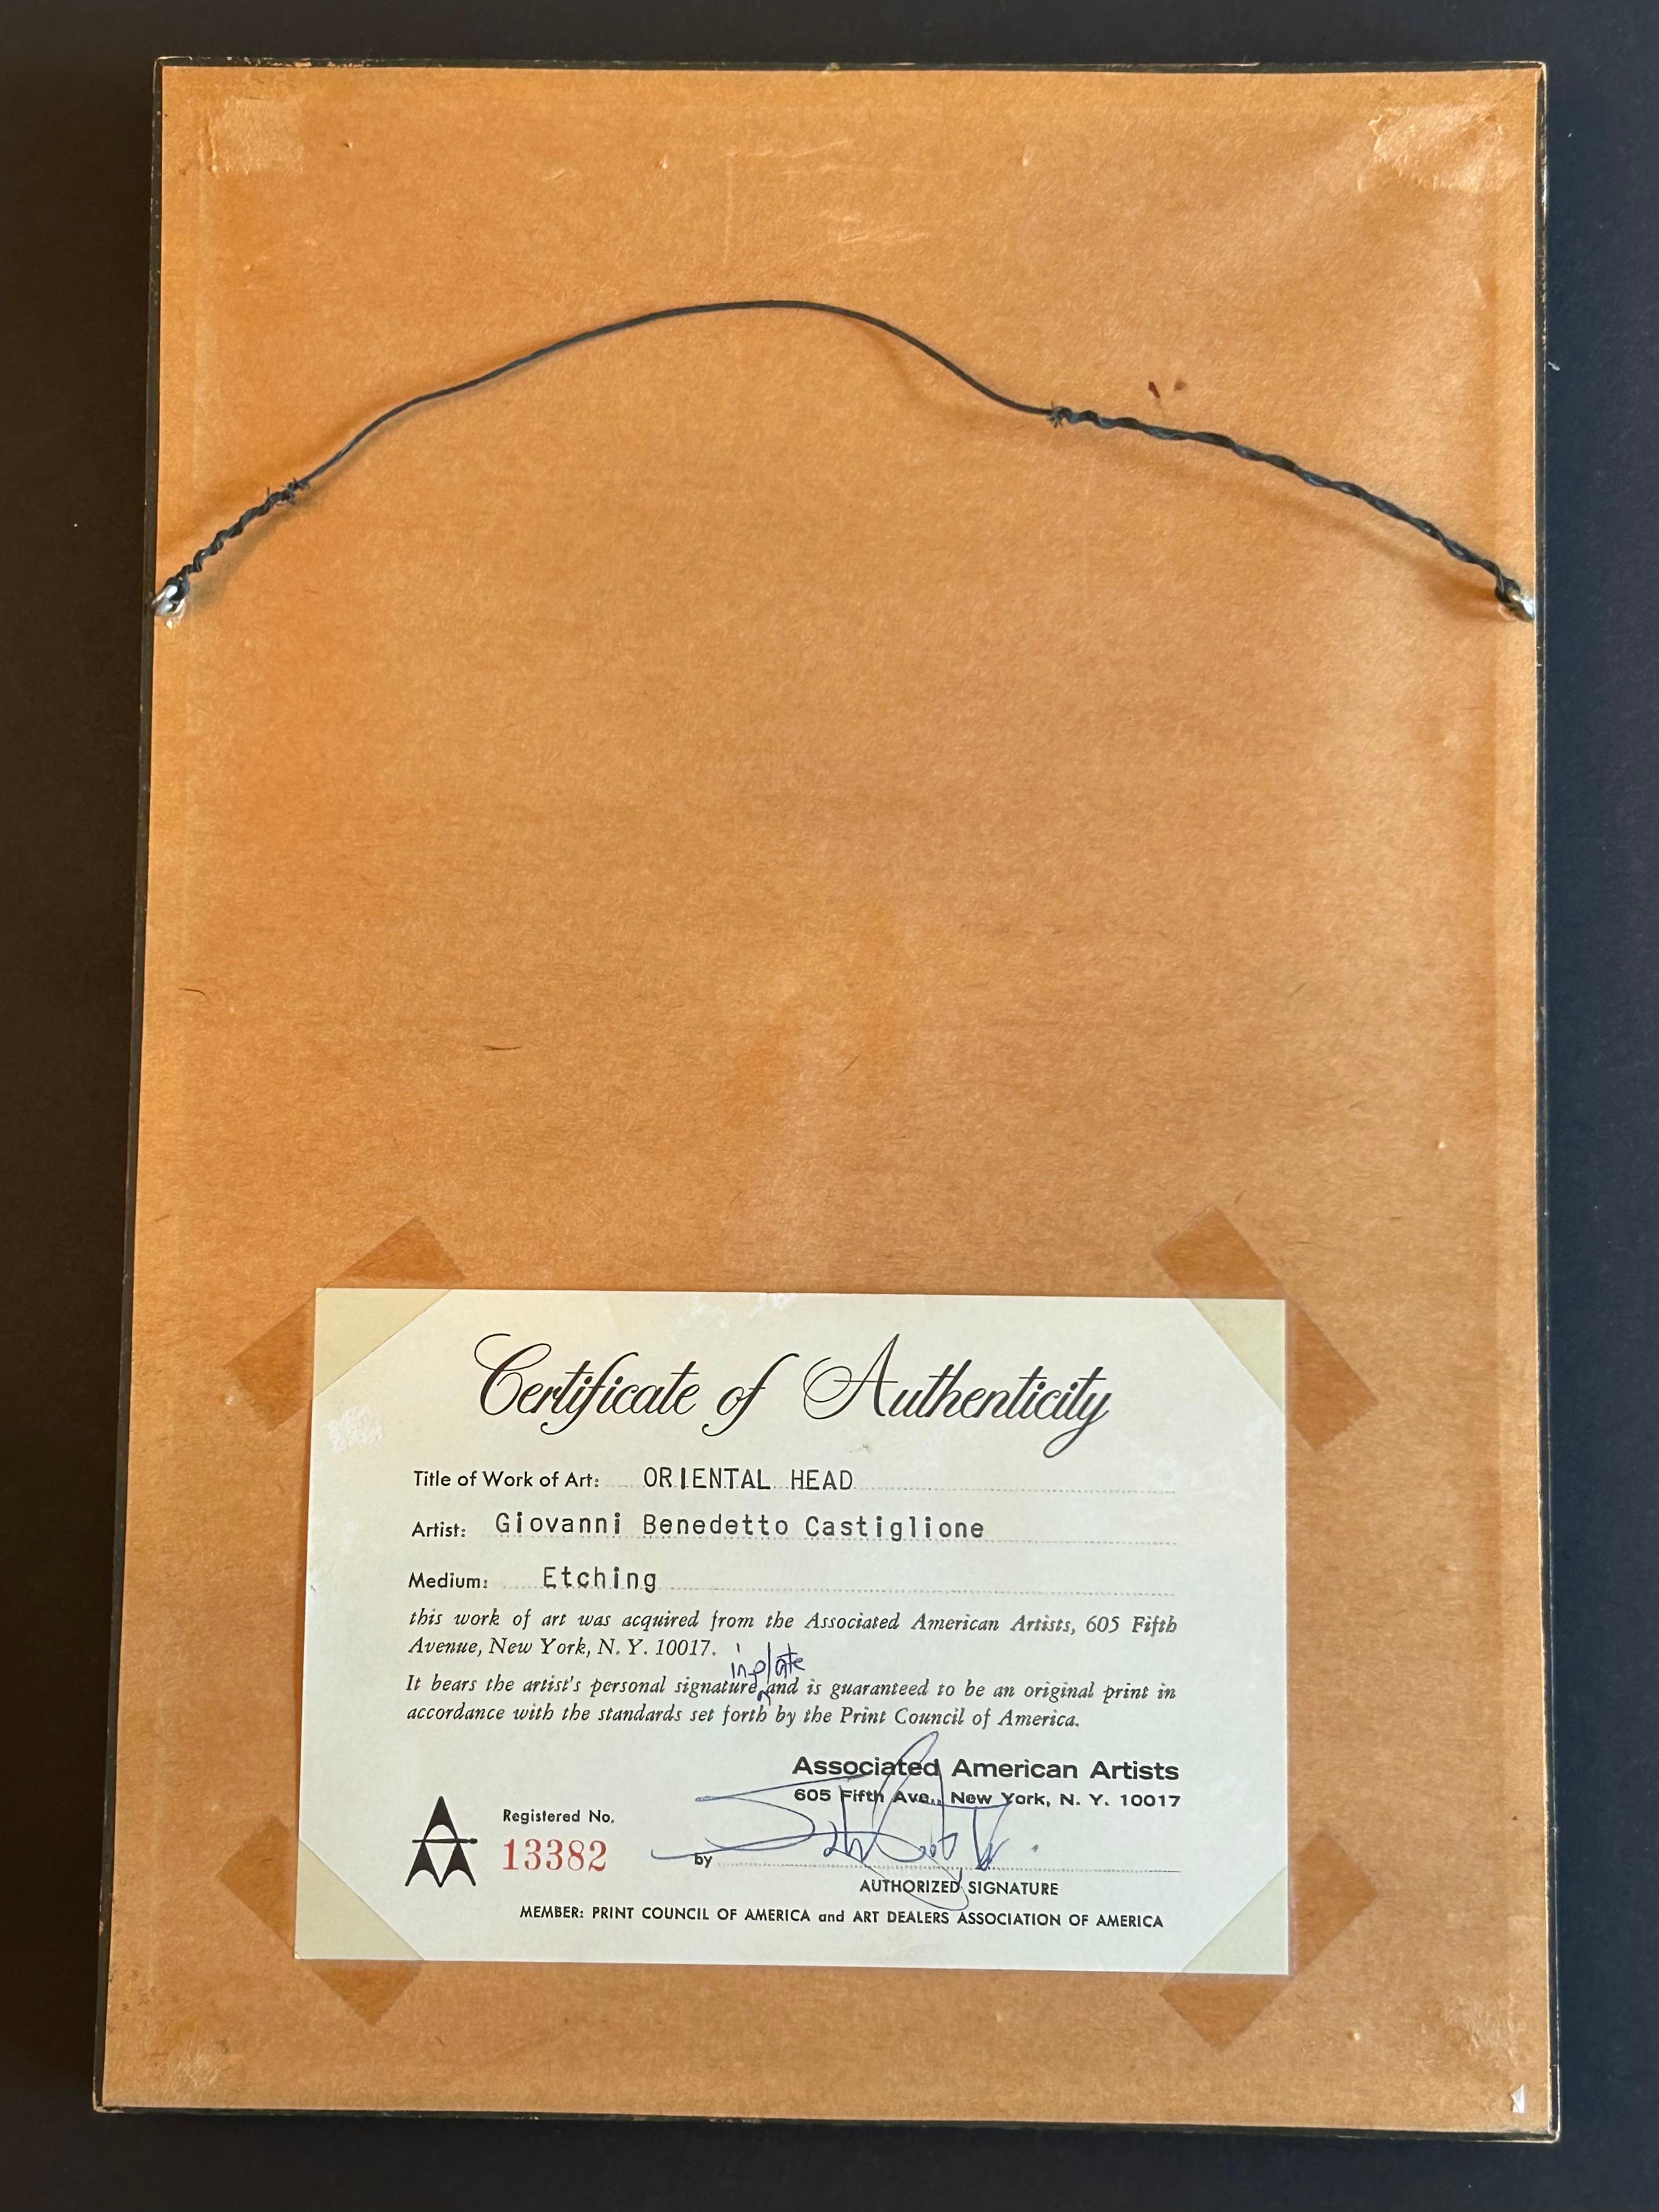 Certificate of Authenticity
Title of Work of Art: ORIENTAL HEAD
Artist: Giovanni Benedetto Castiglione
Medium: Etching
this work of art was acquired from the Associated American Artists, 605 Fifth
Avenue, New York, N. Y. 10017.
in plate
It bears the artist's personal signature and is guaranteed to be an original print in
accordance with the standards set forth by the Print Council of America.
Associated American Artists
605 Fifth Ave., New York, N. Y. 10017
Registered No.
13382
by
AUTHORIZED SIGNATURE
MEMBER: PRINT COUNCIL OF AMERICA and ART DEALERS ASSOCIATION OF AMERICA